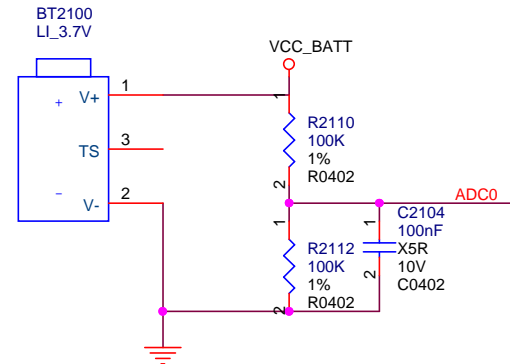 BT2100
LI_3.7V
VCC_BATT
1
V+
+
1
R2110
100K
1%
R0402
2
TS
3
-
V-
2
ADC0
1
C2104
100nF
X5R
10V
C0402
2
1
R2112
100K
1%
R0402
2